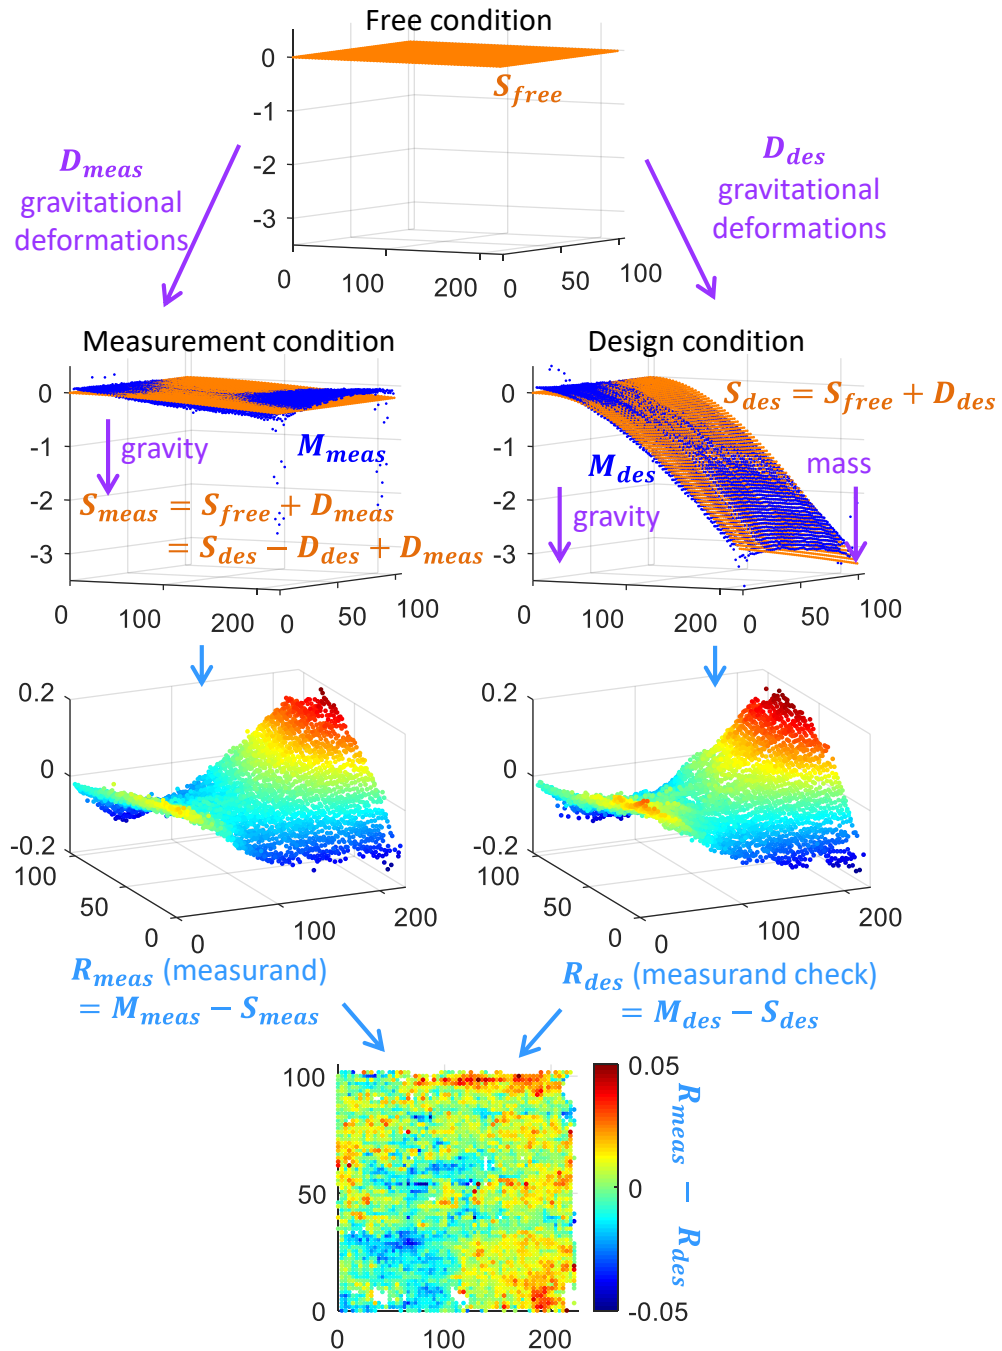 Free condition
0
-1
-2
-3
0
100
200
0
50
100
S_free
D_meas
gravitational
deformations
D_des
gravitational
deformations
Measurement condition
0
-1
-2
-3
0
100
200
0
50
100
gravity
M_meas
S_meas = S_free + D_meas
= S_des − D_des + D_meas
Design condition
0
-1
-2
-3
0
100
200
0
50
100
S_des = S_free + D_des
M_des
mass
gravity
0.2
0
-0.2
100
50
0
0
100
200
0.2
0
-0.2
100
50
0
0
100
200
R_meas (measurand)
= M_meas − S_meas
R_des (measurand check)
= M_des − S_des
100
50
0
0
100
200
0.05
0
-0.05
R_meas − R_des